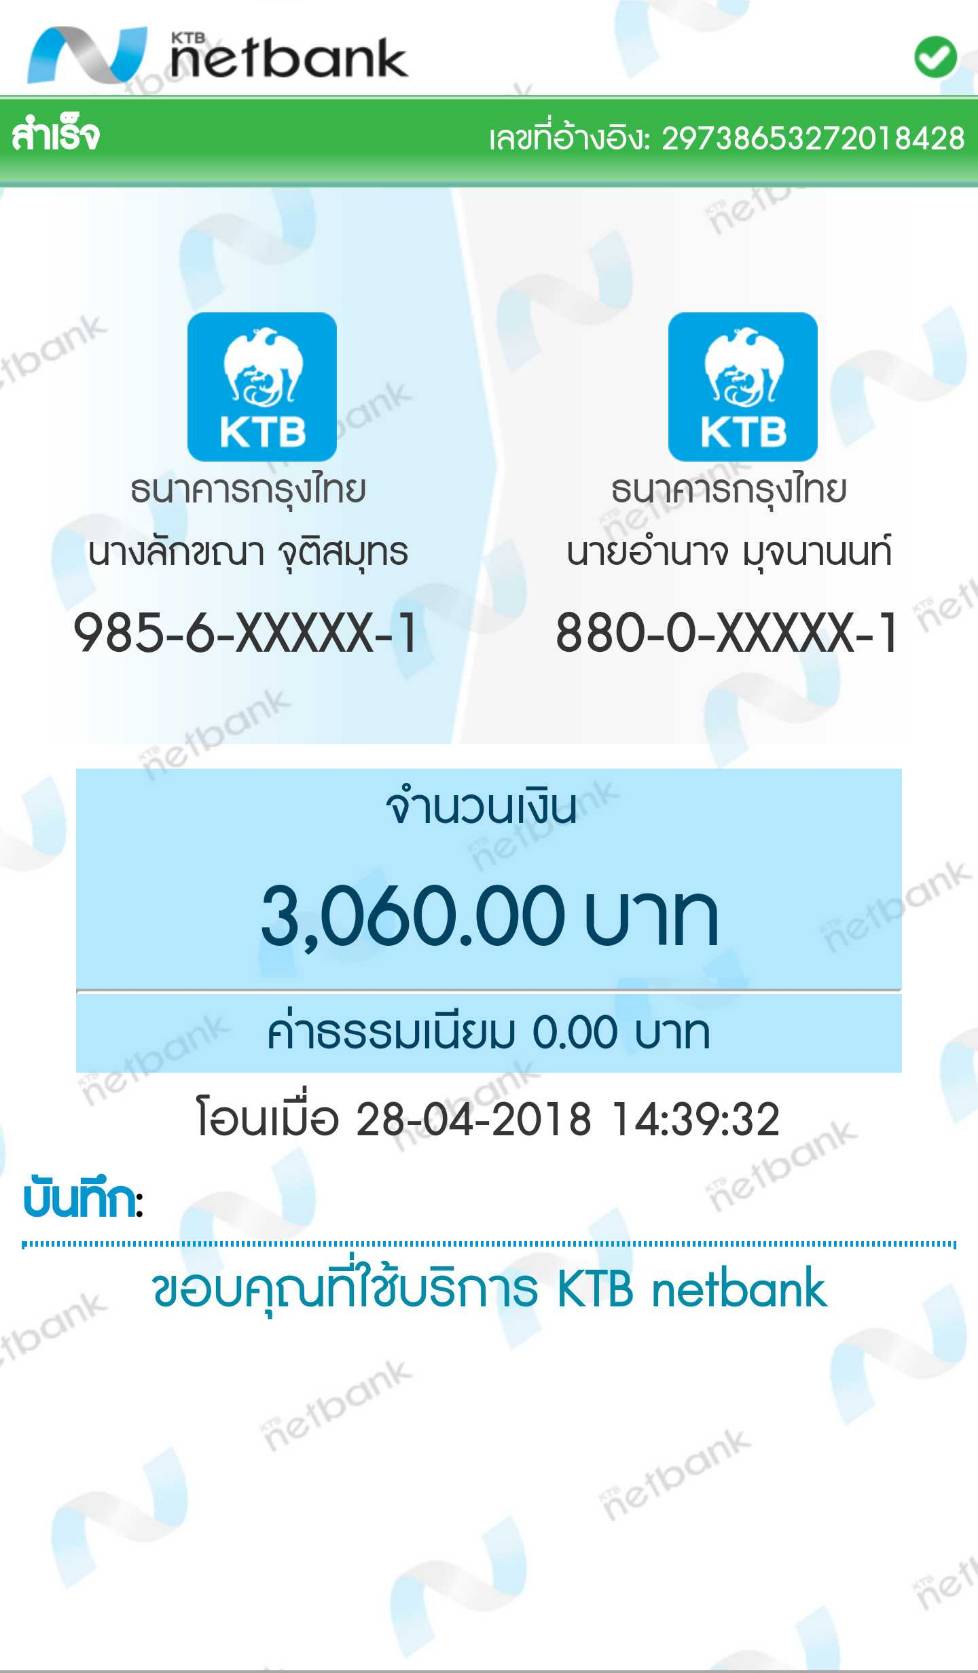 KTB netbank
สำเร็จ
เลขที่อ้างอิง: 29738653272018428
KTB
ธนาคารกรุงไทย
นางลักขณา จุติสมุทร
985-6-XXXXX-1
KTB
ธนาคารกรุงไทย
นายอำนาจ มุจนานนท์
880-0-XXXXX-1
จำนวนเงิน
3,060.00 บาท
ค่าธรรมเนียม 0.00 บาท
โอนเมื่อ 28-04-2018 14:39:32
บันทึก:
ขอบคุณที่ใช้บริการ KTB netbank